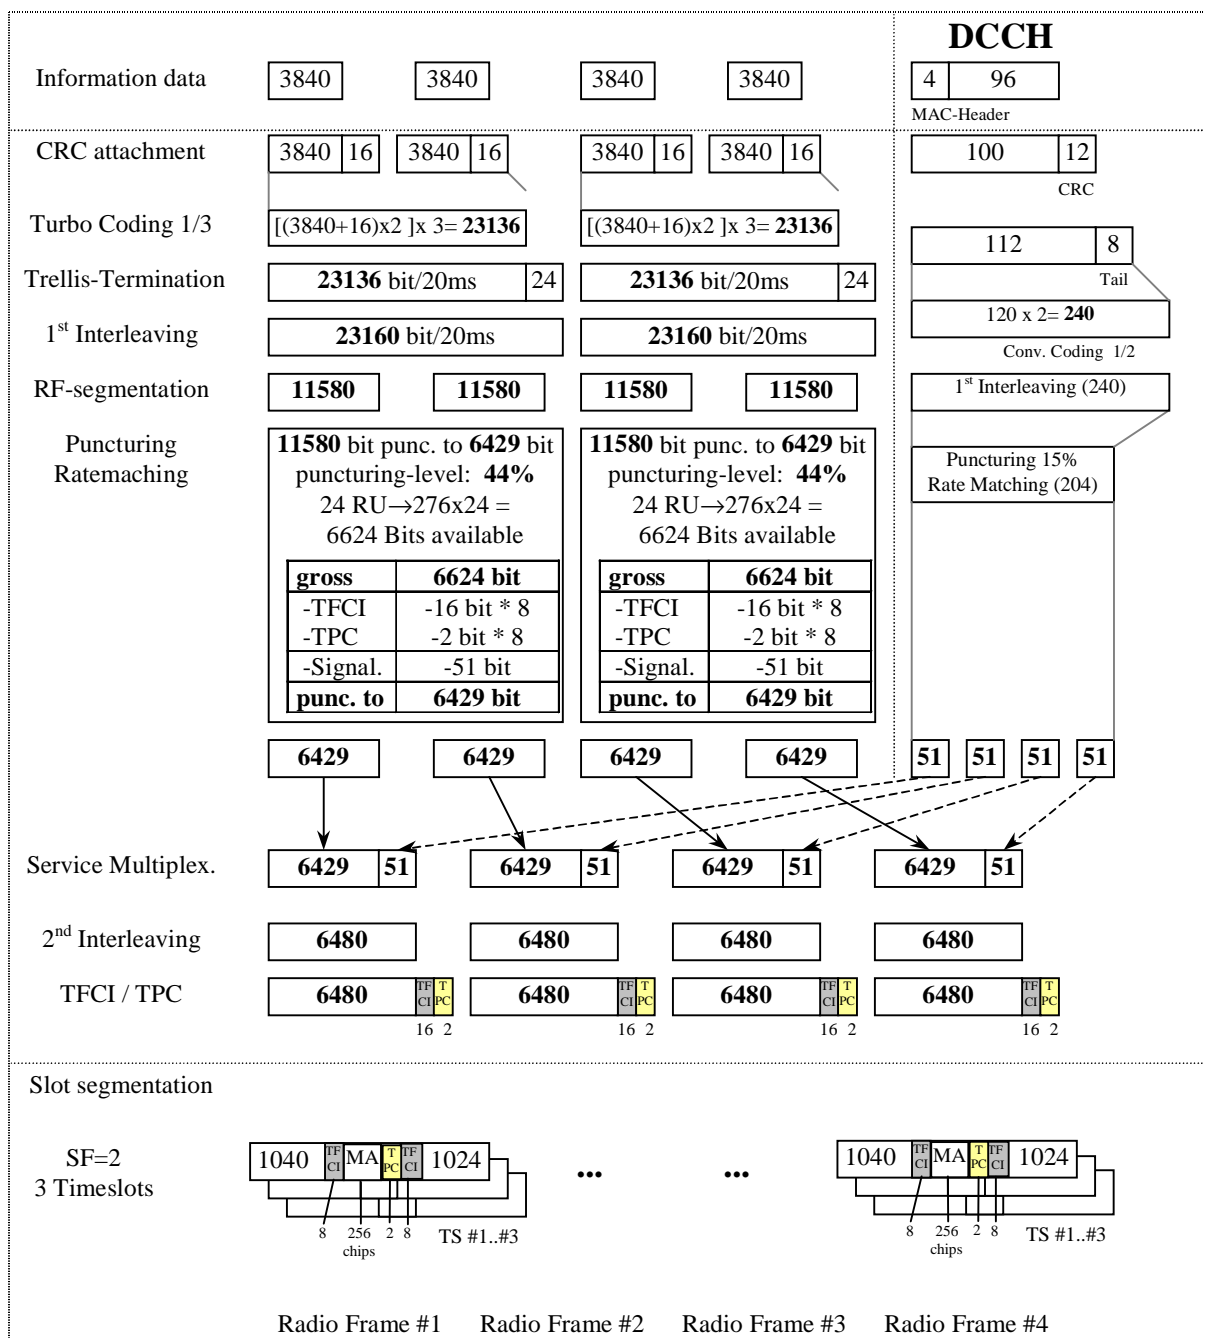 DCCH
Information data 3840 3840 3840 3840 4 96
MAC-Header
CRC attachment 3840 16 3840 16 3840 16 3840 16 100 12
CRC
Turbo Coding 1/3 [(3840+16)x2 ]x 3= 23136 [(3840+16)x2 ]x 3= 23136 112 8
Trellis-Termination 23136 bit/20ms 24 23136 bit/20ms 24 Tail
120 x 2= 240
1st Interleaving 23160 bit/20ms 23160 bit/20ms
Conv. Coding 1/2
RF-segmentation 11580 11580 11580 11580 1st Interleaving (240)
Puncturing 11580 bit punc. to 6429 bit 11580 bit punc. to 6429 bit
Ratemaching puncturing-level: 44% puncturing-level: 44% Puncturing 15%
Rate Matching (204)
24 RU→276x24 = 24 RU→276x24 =
6624 Bits available 6624 Bits available
gross 6624 bit gross 6624 bit
-TFCI -16 bit * 8 -TFCI -16 bit * 8
-TPC -2 bit * 8 -TPC -2 bit * 8
-Signal. -51 bit -Signal. -51 bit
punc. to 6429 bit punc. to 6429 bit
6429 6429 6429 6429 51 51 51 51
Service Multiplex. 6429 51 6429 51 6429 51 6429 51
2nd Interleaving 6480 6480 6480 6480
TFCI / TPC 6480 TF CI T PC 6480 TF CI T PC 6480 TF CI T PC 6480 TF CI T PC
16 2 16 2 16 2 16 2
Slot segmentation
SF=2 1040 TF CI MA T PC TF CI 1024 ... ... 1040 TF CI MA T PC TF CI 1024
3 Timeslots
8 256 2 8 TS #1..#3 8 256 2 8 TS #1..#3
chips chips
Radio Frame #1 Radio Frame #2 Radio Frame #3 Radio Frame #4